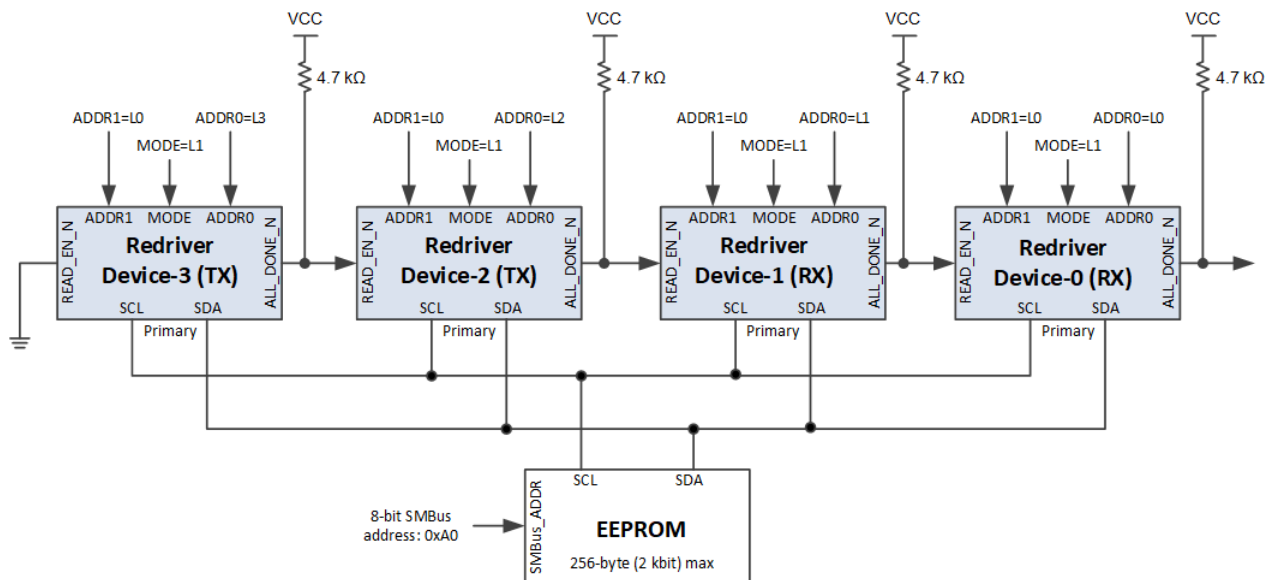 VCC VCC VCC VCC
4.7 kΩ 4.7 kΩ 4.7 kΩ 4.7 kΩ
ADDR1=L0 ADDR0=L3 ADDR1=L0 ADDR0=L2 ADDR1=L0 ADDR0=L1 ADDR1=L0 ADDR0=L0
MODE=L1 MODE=L1 MODE=L1 MODE=L1
READ_EN_N
ADDR1 MODE ADDR0
Redriver
Device-3 (TX)
SCL SDA
ALL_DONE_N
Primary
READ_EN_N
ADDR1 MODE ADDR0
Redriver
Device-2 (TX)
SCL SDA
ALL_DONE_N
Primary
READ_EN_N
ADDR1 MODE ADDR0
Redriver
Device-1 (RX)
SCL SDA
ALL_DONE_N
Primary
READ_EN_N
ADDR1 MODE ADDR0
Redriver
Device-0 (RX)
SCL SDA
ALL_DONE_N
Primary
8-bit SMBus
address: 0xA0
SMBus_ADDR
SCL SDA
EEPROM
256-byte (2 kbit) max